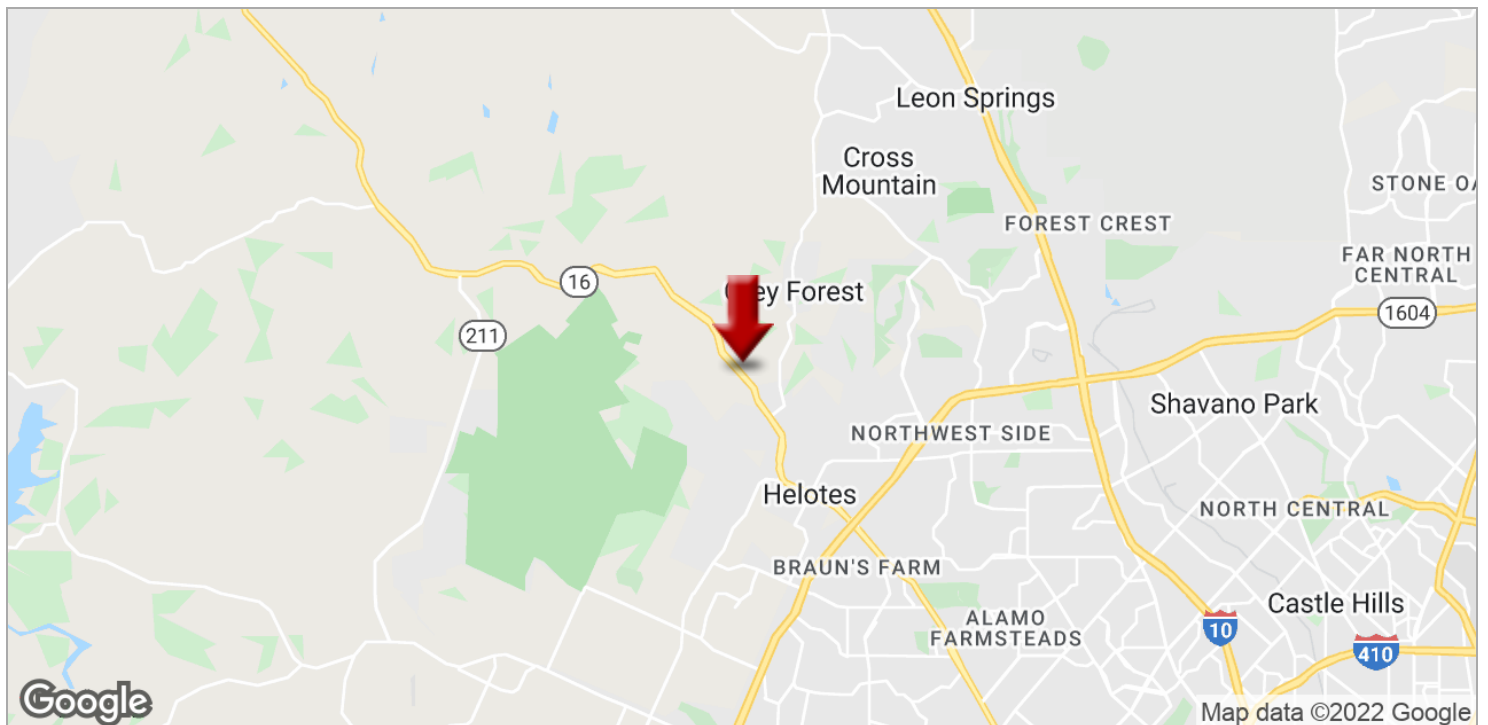 Leon Springs
Cross
Mountain
STONE OA
FOREST CREST
FAR NORTH
CENTRAL
16
ey Forest
1604
211
Shavano Park
NORTHWEST SIDE
Helotes
NORTH CENTRAL
BRAUN'S FARM
Castle Hills
ALAMO
FARMSTEADS
10
410
Google
Map data ©2022 Google